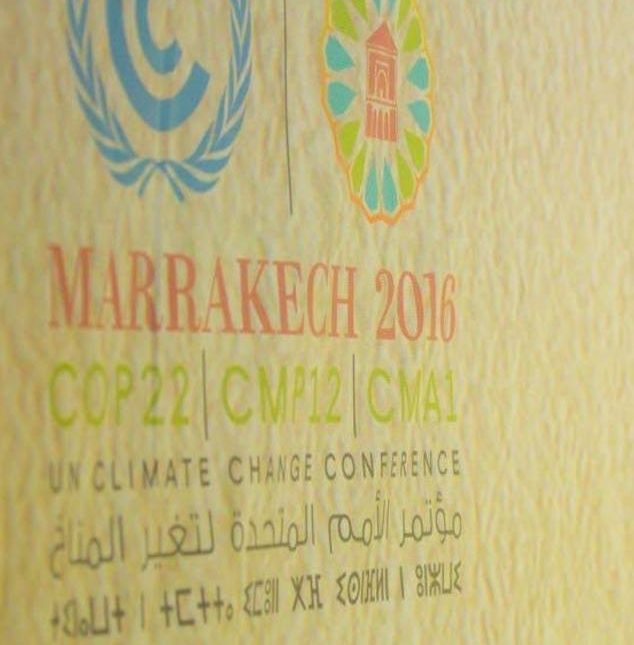 MARRAKECH 2016
COP22 | CMP12 | CMA1
UN CLIMATE CHANGE CONFERENCE
مؤتمر الأمم المتحدة لتغير المناخ